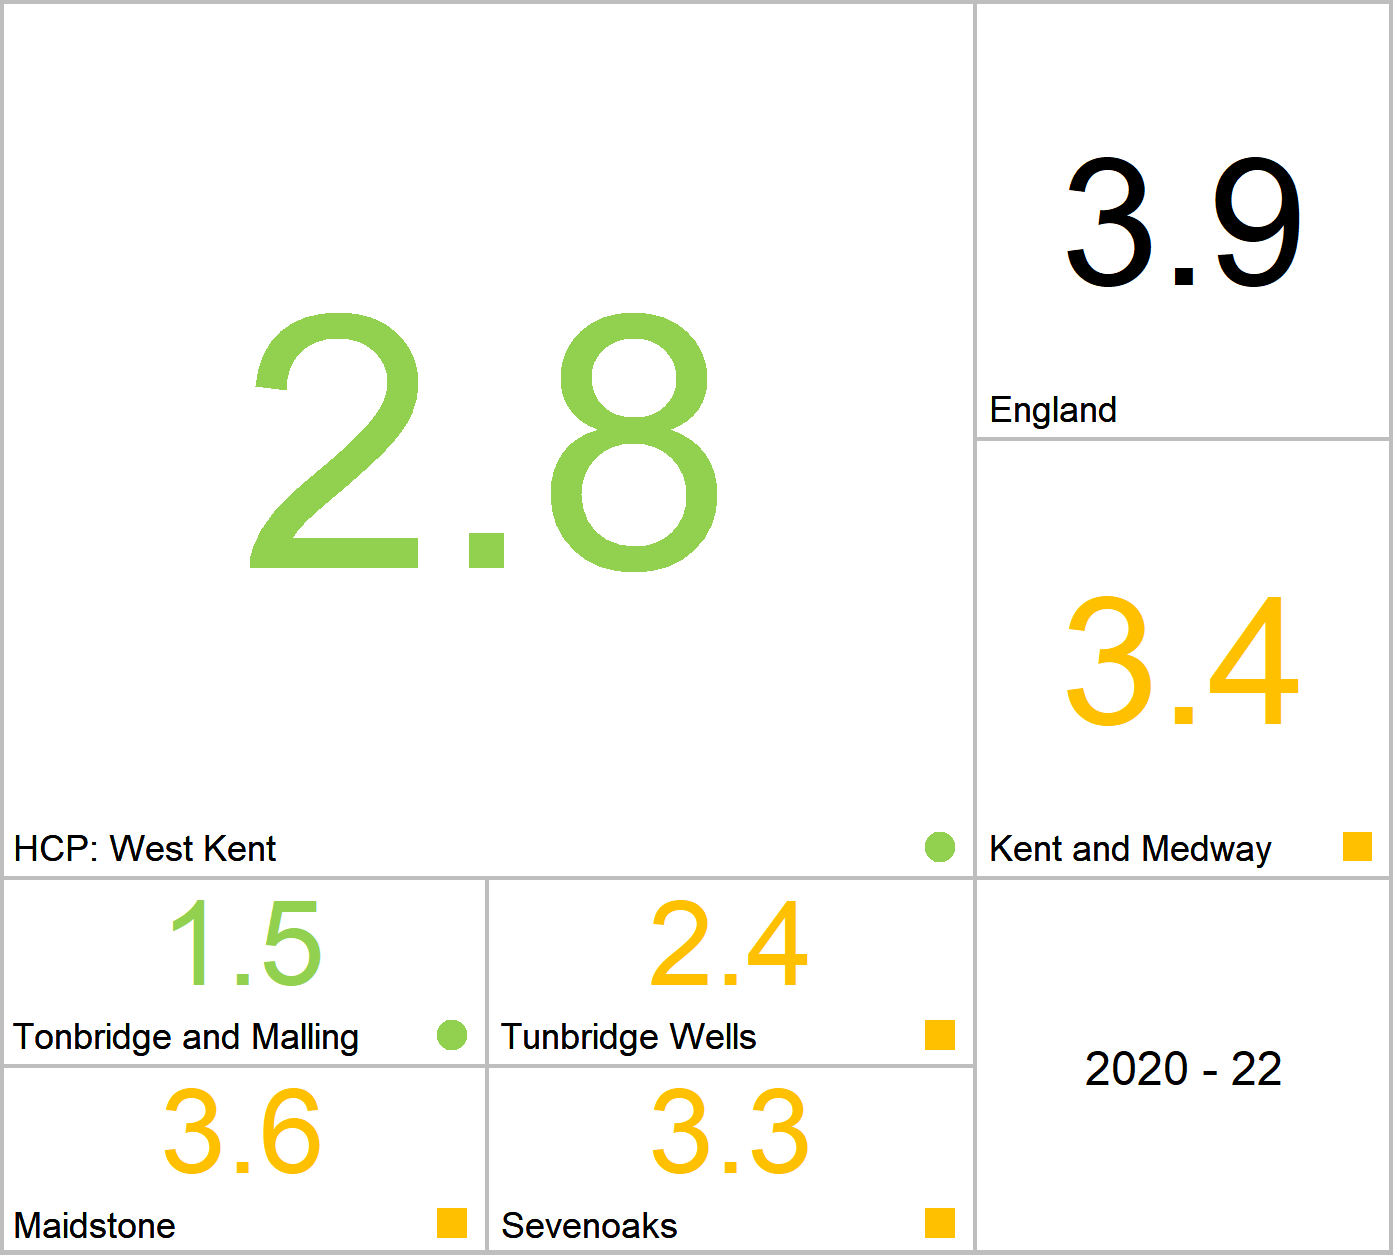 2.8
HCP: West Kent
3.9
England
3.4
Kent and Medway
1.5
Tonbridge and Malling
2.4
Tunbridge Wells
3.6
Maidstone
3.3
Sevenoaks
2020 - 22